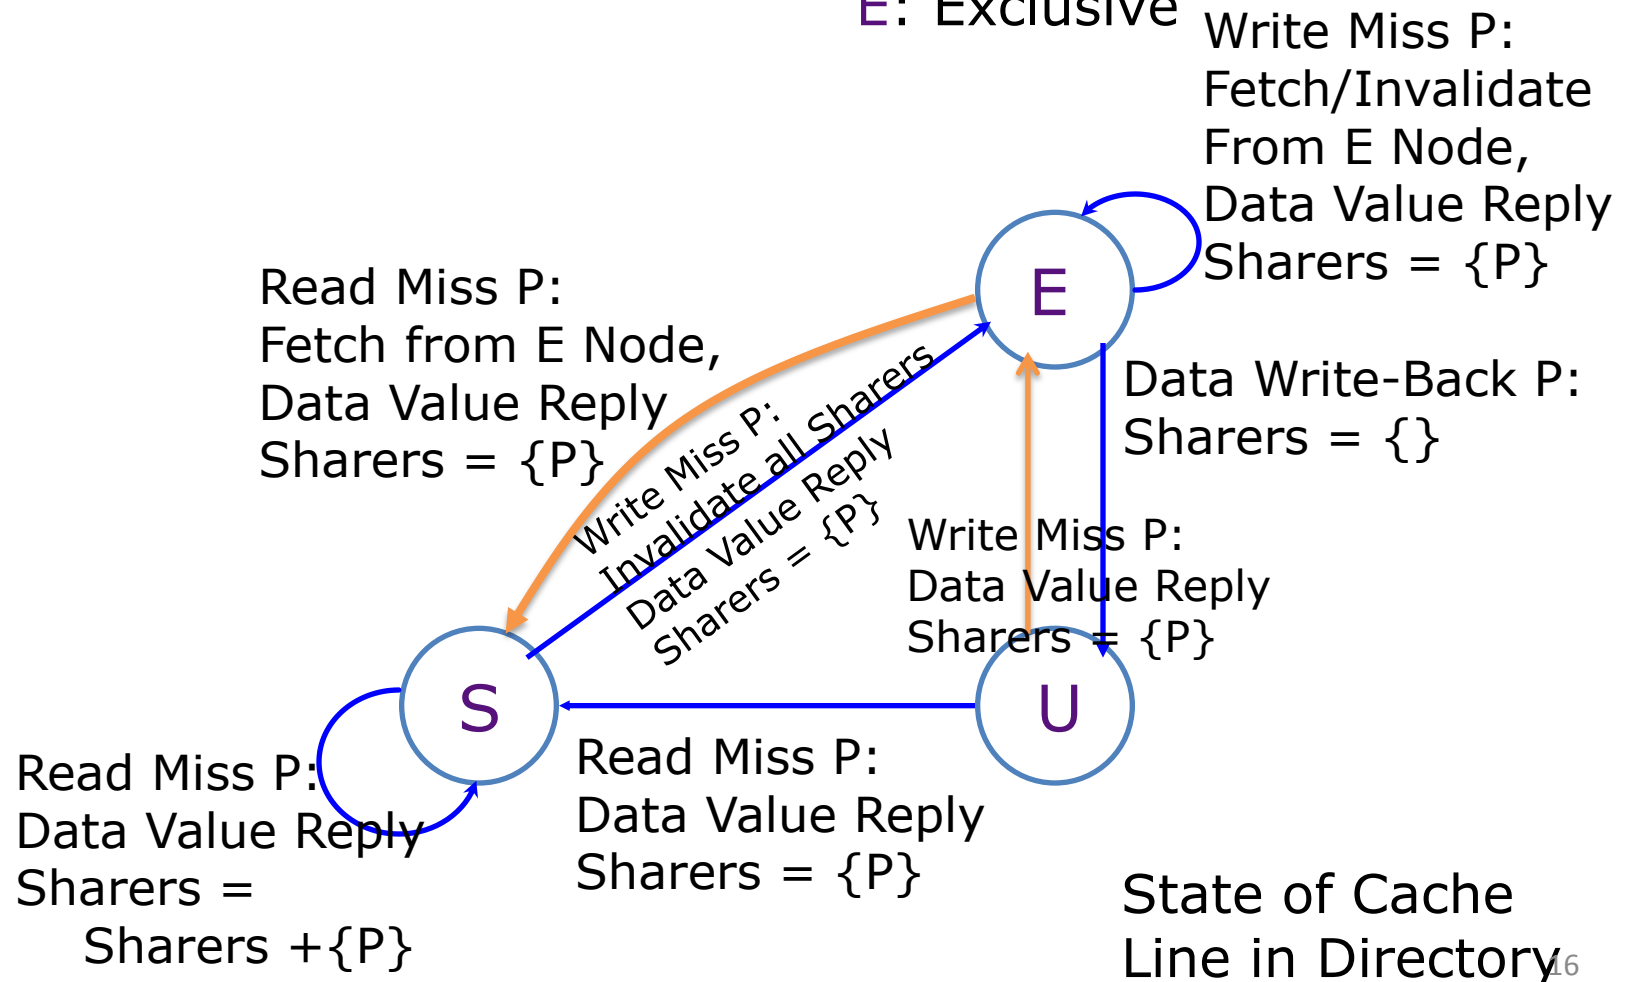 E: Exclusive
Write Miss P:
Fetch/Invalidate
From E Node,
Data Value Reply
Sharers = {P}
E
Read Miss P:
Fetch from E Node,
Data Value Reply
Sharers = {P}
Write Miss P:
Invalidate all Sharers
Data Value Reply
Sharers = {P}
Data Write-Back P:
Sharers = {}
Write Miss P:
Data Value Reply
Sharers = {P}
S
U
Read Miss P:
Data Value Reply
Sharers =
Sharers +{P}
Read Miss P:
Data Value Reply
Sharers = {P}
State of Cache
Line in Directory
16